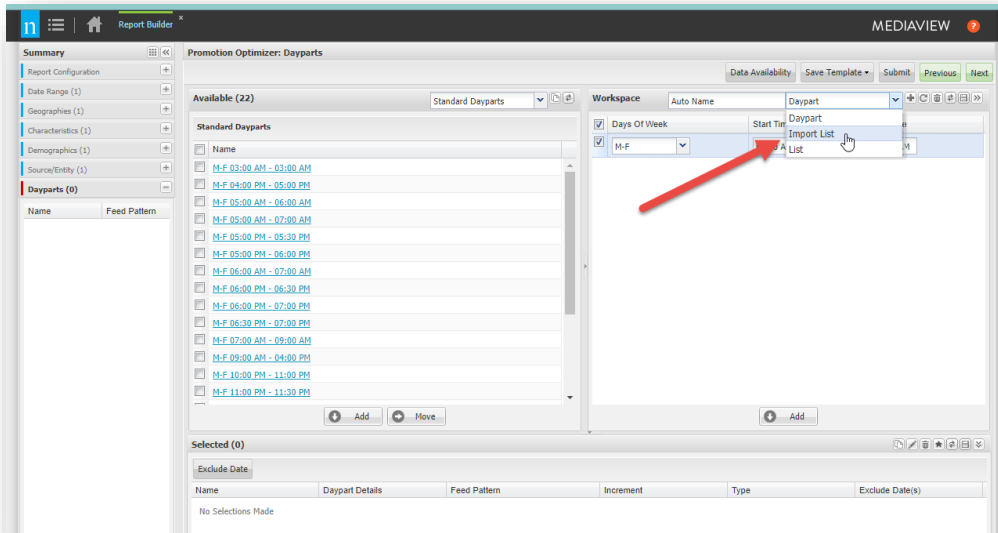 n Report Builder × MEDIAVIEW ?
Summary
Promotion Optimizer: Dayparts
Report Configuration
Date Range (1)
Geographies (1)
Characteristics (1)
Demographics (1)
Source/Entity (1)
Dayparts (0)
Name Feed Pattern
Data Availability Save Template Submit Previous Next
Available (22) Standard Dayparts
Standard Dayparts
Name
M-F 03:00 AM - 03:00 AM
M-F 04:00 PM - 05:00 PM
M-F 05:00 AM - 06:00 AM
M-F 05:00 AM - 07:00 AM
M-F 05:00 PM - 05:30 PM
M-F 05:00 PM - 06:00 PM
M-F 06:00 AM - 07:00 AM
M-F 06:00 PM - 06:30 PM
M-F 06:00 PM - 07:00 PM
M-F 06:30 PM - 07:00 PM
M-F 07:00 AM - 09:00 AM
M-F 09:00 AM - 04:00 PM
M-F 10:00 PM - 11:00 PM
M-F 11:00 PM - 11:30 PM
Add Move
Workspace Auto Name Daypart
Days Of Week Start Tim
M-F
Daypart
Import List
List
Add
Selected (0)
Exclude Date
Name Daypart Details Feed Pattern Increment Type Exclude Date(s)
No Selections Made